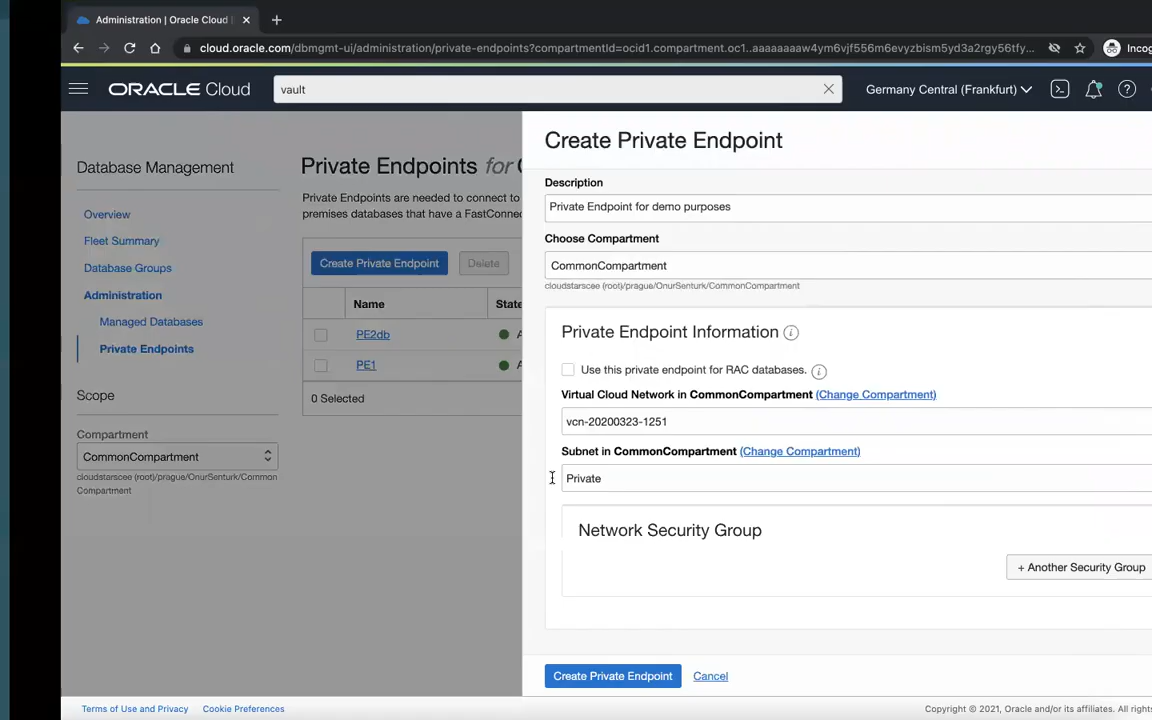 Administration | Oracle Cloud
cloud.oracle.com/dbmgmt-ui/administration/private-endpoints?compartmentId=ocid1.compartment.oc1..aaaaaaaaw4ym6vjf556m6evyzbism5yd3a2rgy56tfy...
Incog
ORACLE Cloud
vault
Germany Central (Frankfurt)
Database Management
Overview
Fleet Summary
Database Groups
Administration
Managed Databases
Private Endpoints
Scope
Compartment
CommonCompartment
cloudstarscee (root)/prague/OnurSenturk/Common
Compartment
Private Endpoints for C
Private Endpoints are needed to connect to
premises databases that have a FastConnec
Create Private Endpoint
Delete
Name
State
PE2db
A
PE1
A
0 Selected
Create Private Endpoint
Description
Private Endpoint for demo purposes
Choose Compartment
CommonCompartment
cloudstarscee (root)/prague/OnurSenturk/CommonCompartment
Private Endpoint Information
Use this private endpoint for RAC databases.
Virtual Cloud Network in CommonCompartment (Change Compartment)
vcn-20200323-1251
Subnet in CommonCompartment (Change Compartment)
Private
Network Security Group
+ Another Security Group
Create Private Endpoint
Cancel
Terms of Use and Privacy
Cookie Preferences
Copyright © 2021, Oracle and/or its affiliates. All rights